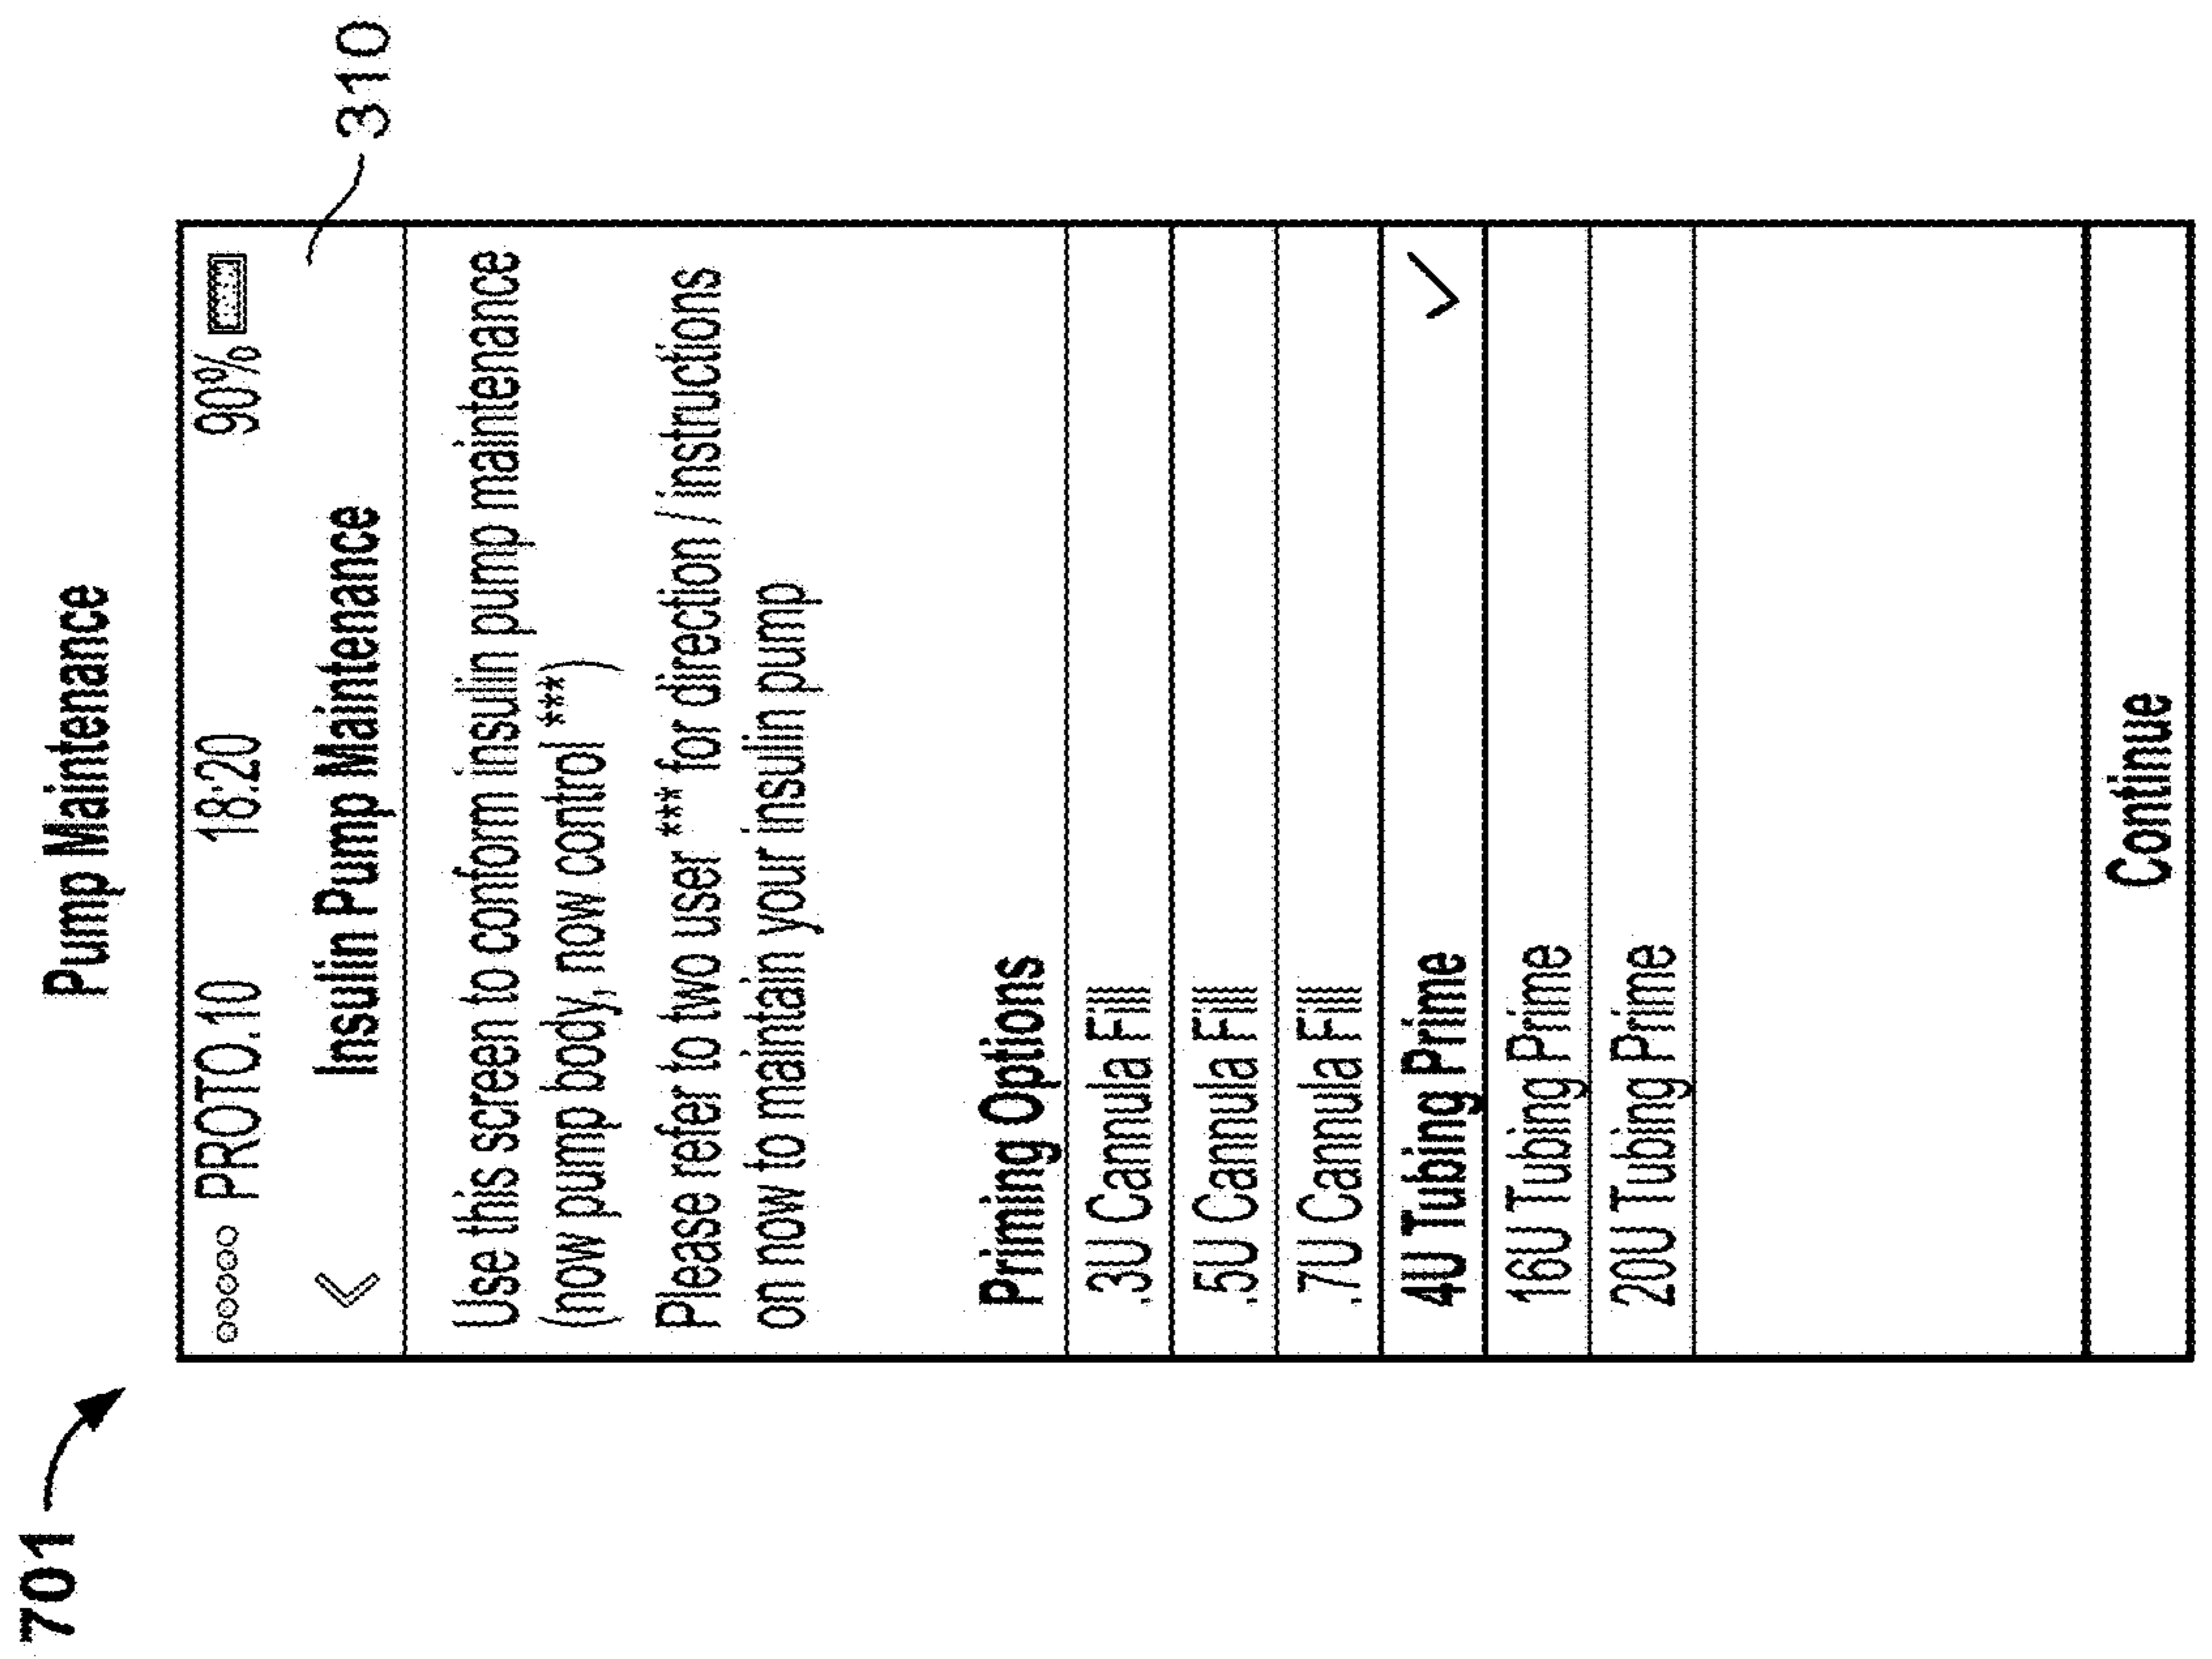 701
Pump Maintenance
PROTO.10 18:20 90%
310
Insulin Pump Maintenance
Use this screen to conform insulin pump maintenance
(now pump body, now control ***)
Please refer to two user *** for direction / instructions
on now to maintain your insulin pump
Priming Options
.3U Cannula Fill
.5U Cannula Fill
.7U Cannula Fill
4U Tubing Prime
16U Tubing Prime
20U Tubing Prime
Continue